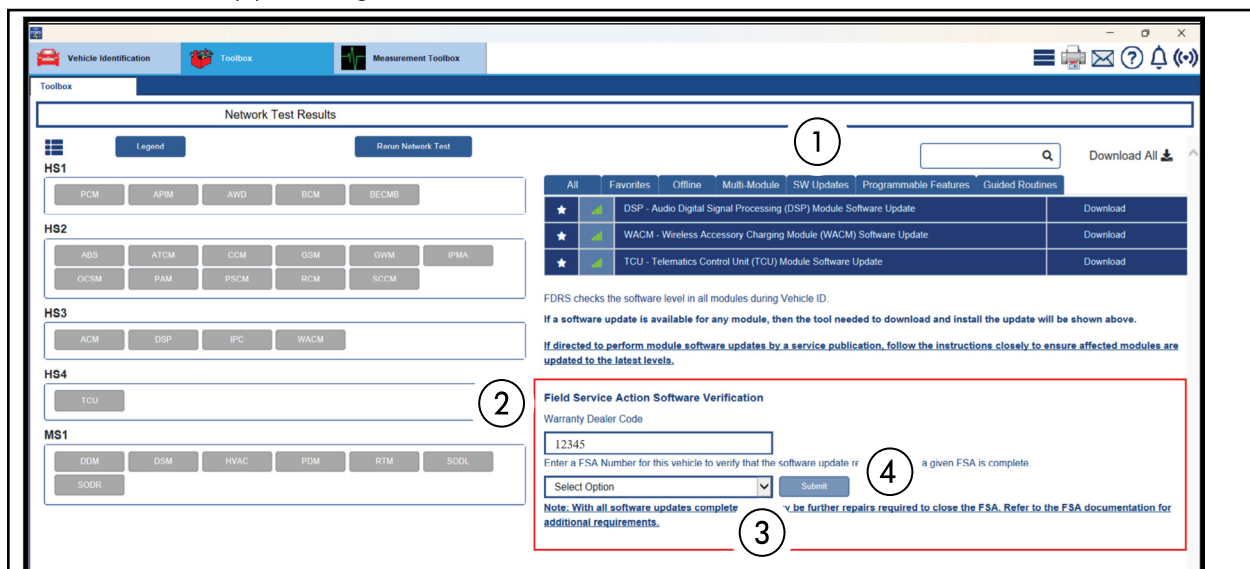 Vehicle Identification
Toolbox
Measurement Toolbox
Toolbox
Network Test Results
Legend
Rerun Network Test
1
Download All
HS1
PCM APIM AWD BCM BECMB
HS2
ABS ATCM CCM GSM GWM IPMA
OCSM PAM PSCM RCM SCCM
HS3
ACM DSP IPC WACM
HS4
TCU
MS1
DDM DSM HVAC PDM RTM SODL
SODR
All Favorites Offline Multi-Module SW Updates Programmable Features Guided Routines
DSP - Audio Digital Signal Processing (DSP) Module Software Update Download
WACM - Wireless Accessory Charging Module (WACM) Software Update Download
TCU - Telematics Control Unit (TCU) Module Software Update Download
FDRS checks the software level in all modules during Vehicle ID.
If a software update is available for any module, then the tool needed to download and install the update will be shown above.
If directed to perform module software updates by a service publication, follow the instructions closely to ensure affected modules are
updated to the latest levels.
2
Field Service Action Software Verification
Warranty Dealer Code
12345
Enter a FSA Number for this vehicle to verify that the software update a given FSA is complete
4
Select Option Submit
Note: With all software updates complete be further repairs required to close the FSA. Refer to the FSA documentation for
additional requirements.
3